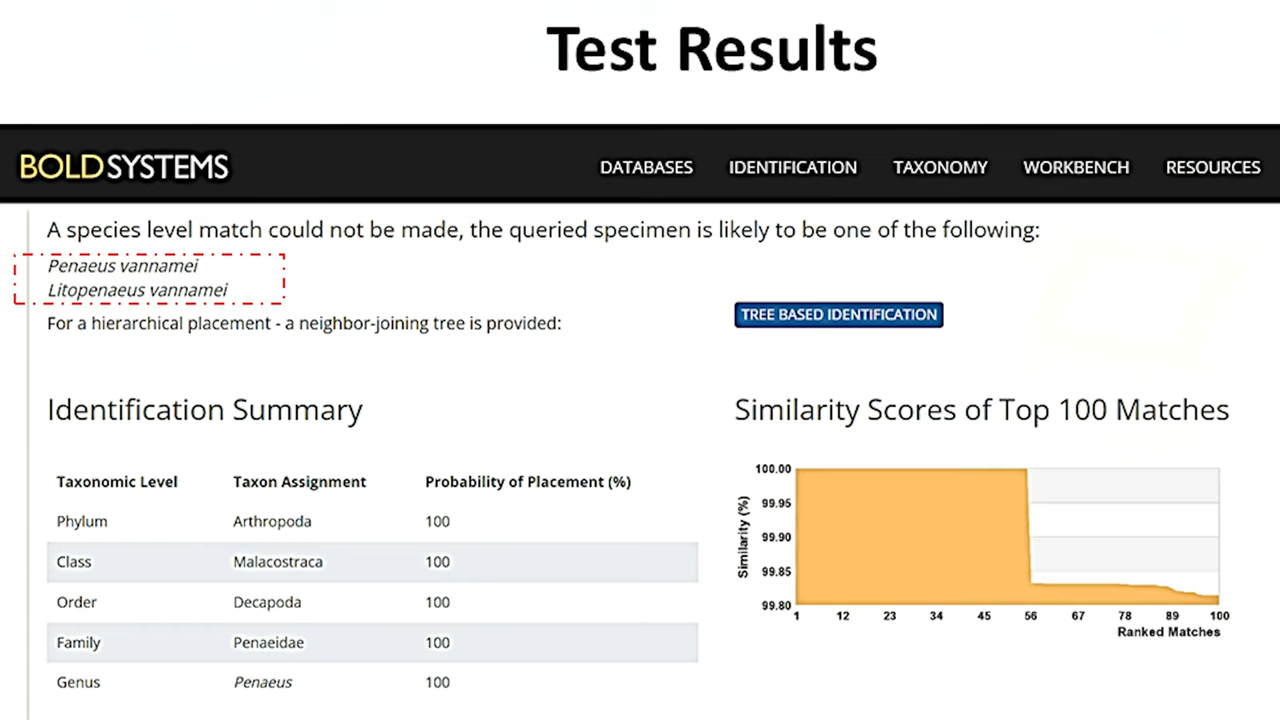 Test Results
BOLDSYSTEMS DATABASES IDENTIFICATION TAXONOMY WORKBENCH RESOURCES
A species level match could not be made, the queried specimen is likely to be one of the following:
Penaeus vannamei
Litopenaeus vannamei
For a hierarchical placement - a neighbor-joining tree is provided:
TREE BASED IDENTIFICATION
Identification Summary
Taxonomic Level Taxon Assignment Probability of Placement (%)
Phylum Arthropoda 100
Class Malacostraca 100
Order Decapoda 100
Family Penaeidae 100
Genus Penaeus 100
Similarity Scores of Top 100 Matches
Similarity (%)
100.00
99.95
99.90
99.85
99.80
1 12 23 34 45 56 67 78 89 100
Ranked Matches